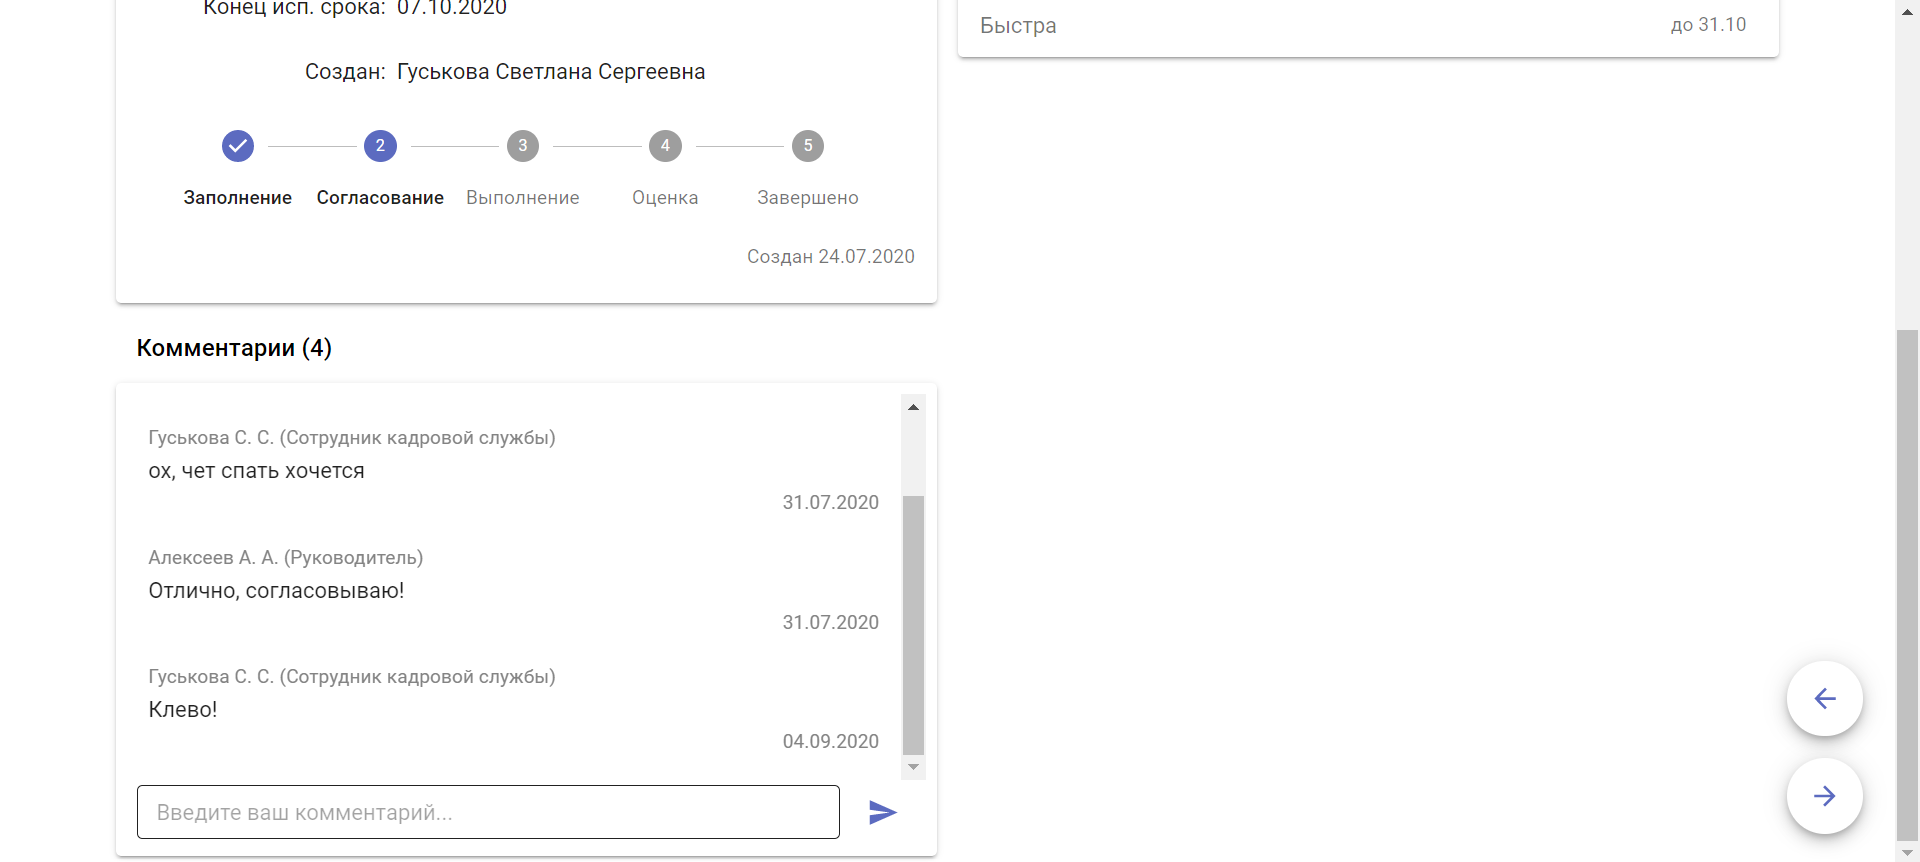 Конец исп. срока: 07.10.2020
Создан: Гуськова Светлана Сергеевна
2 3 4 5
Заполнение Согласование Выполнение Оценка Завершено
Создан 24.07.2020
Комментарии (4)
Гуськова С. С. (Сотрудник кадровой службы)
ох, чет спать хочется
31.07.2020
Алексеев А. А. (Руководитель)
Отлично, согласовываю!
31.07.2020
Гуськова С. С. (Сотрудник кадровой службы)
Клево!
04.09.2020
Введите ваш комментарий...
Быстра до 31.10